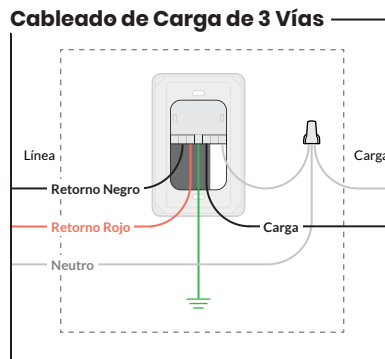 Cableado de Carga de 3 Vías
Línea
Carga
Retorno Negro
Retorno Rojo
Carga
Neutro